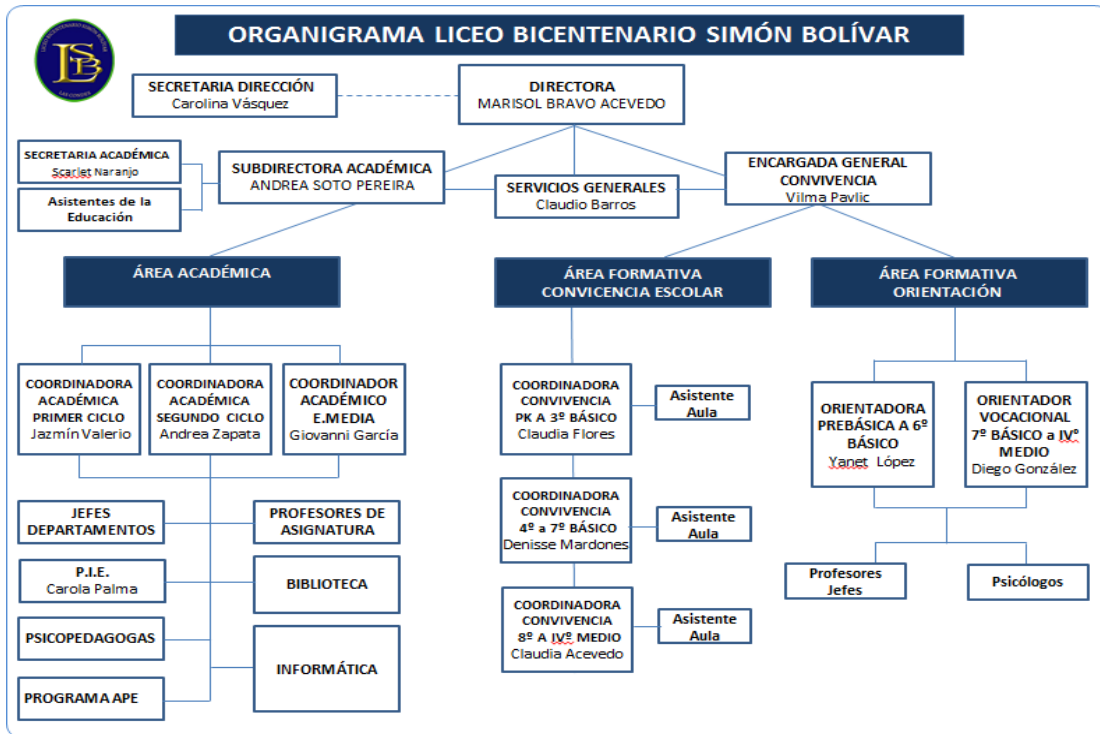 ORGANIGRAMA LICEO BICENTENARIO SIMÓN BOLÍVAR
LSB
SECRETARIA DIRECCIÓN
Carolina Vásquez
DIRECTORA
MARISOL BRAVO ACEVEDO
SECRETARIA ACADÉMICA
Scarlet Naranjo
Asistentes de la
Educación
SUBDIRECTORA ACADÉMICA
ANDREA SOTO PEREIRA
SERVICIOS GENERALES
Claudio Barros
ENCARGADA GENERAL
CONVIVENCIA
Vilma Pavlic
ÁREA ACADÉMICA
ÁREA FORMATIVA
CONVICENCIA ESCOLAR
ÁREA FORMATIVA
ORIENTACIÓN
COORDINADORA
ACADÉMICA
PRIMER CICLO
Jazmín Valerio
COORDINADORA
ACADÉMICA
SEGUNDO CICLO
Andrea Zapata
COORDINADOR
ACADÉMICO
E.MEDIA
Giovanni García
COORDINADORA
CONVIVENCIA
PK A 3º BÁSICO
Claudia Flores
Asistente
Aula
ORIENTADORA
PREBÁSICA A 6º
BÁSICO
Yanet López
ORIENTADOR
VOCACIONAL
7º BÁSICO a IV°
MEDIO
Diego González
JEFES
DEPARTAMENTOS
PROFESORES DE
ASIGNATURA
COORDINADORA
CONVIVENCIA
4º a 7º BÁSICO
Denisse Mardones
Asistente
Aula
P.I.E.
Carola Palma
BIBLIOTECA
Profesores
Jefes
Psicólogos
PSICOPEDAGOGAS
INFORMÁTICA
COORDINADORA
CONVIVENCIA
8º A IVº MEDIO
Claudia Acevedo
Asistente
Aula
PROGRAMA APE